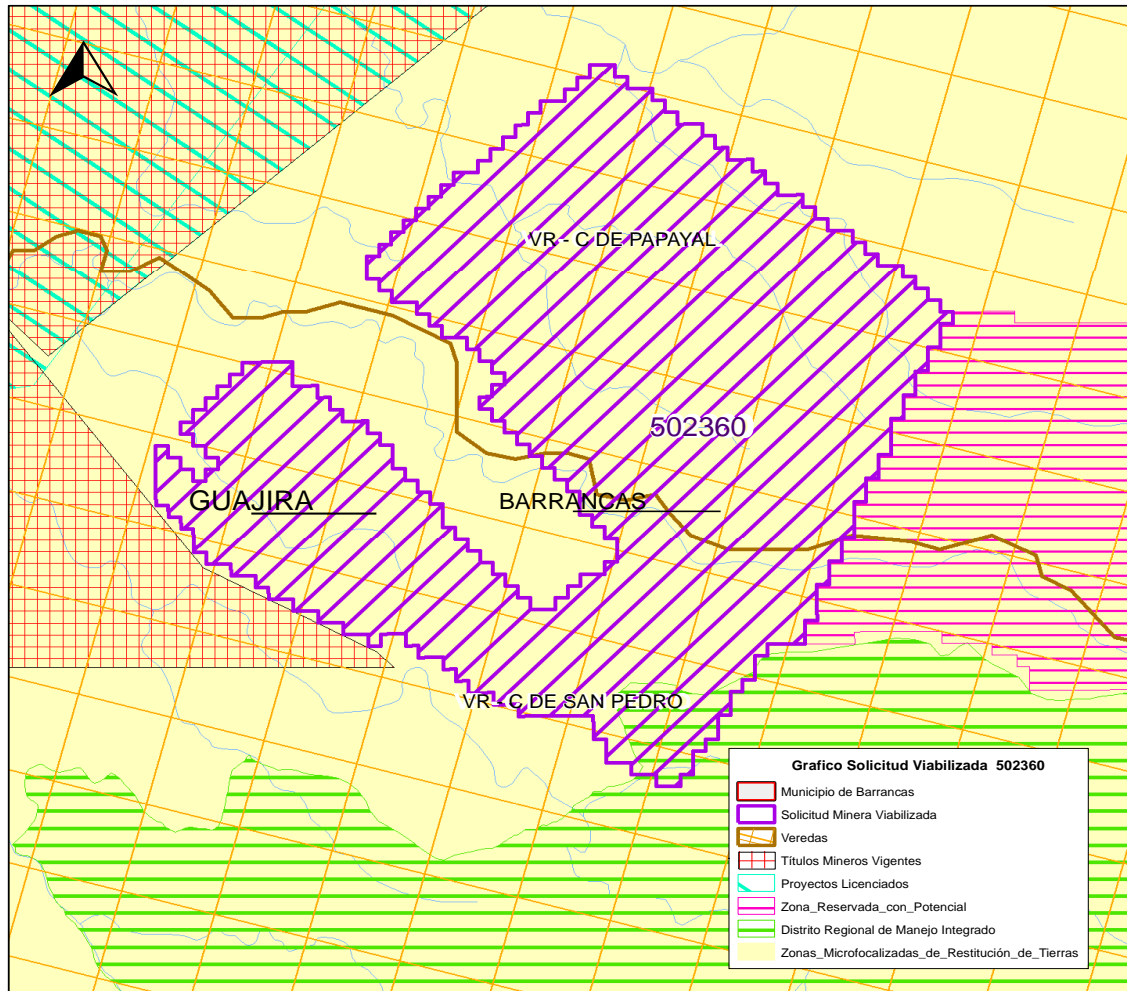 VR - C DE PAPAYAL
502360
GUAJIRA
BARRANCAS
VR - C DE SAN PEDRO
Grafico Solicitud Viabilizada 502360
Municipio de Barrancas
Solicitud Minera Viabilizada
Veredas
Títulos Mineros Vigentes
Proyectos Licenciados
Zona_Reservada_con_Potencial
Distrito Regional de Manejo Integrado
Zonas_Microfocalizadas_de_Restitución_de_Tierras